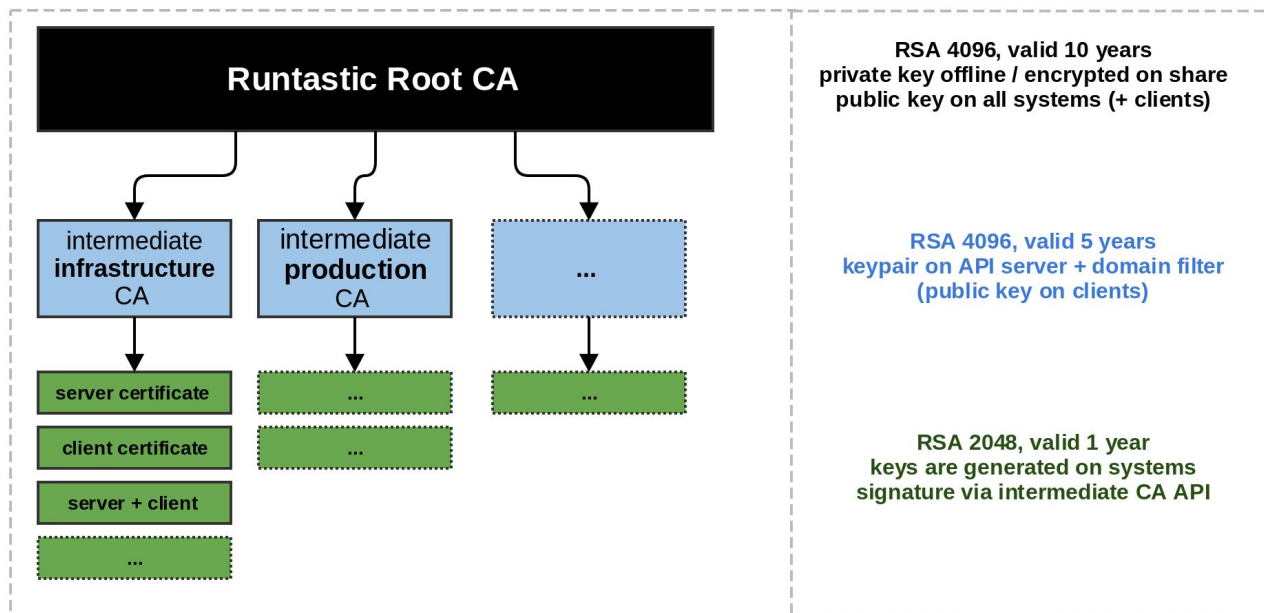 Runtastic Root CA
RSA 4096, valid 10 years
private key offline / encrypted on share
public key on all systems (+ clients)
intermediate
infrastructure
CA
intermediate
production
CA
...
RSA 4096, valid 5 years
keypair on API server + domain filter
(public key on clients)
server certificate
client certificate
server + client
...
...
...
...
RSA 2048, valid 1 year
keys are generated on systems
signature via intermediate CA API